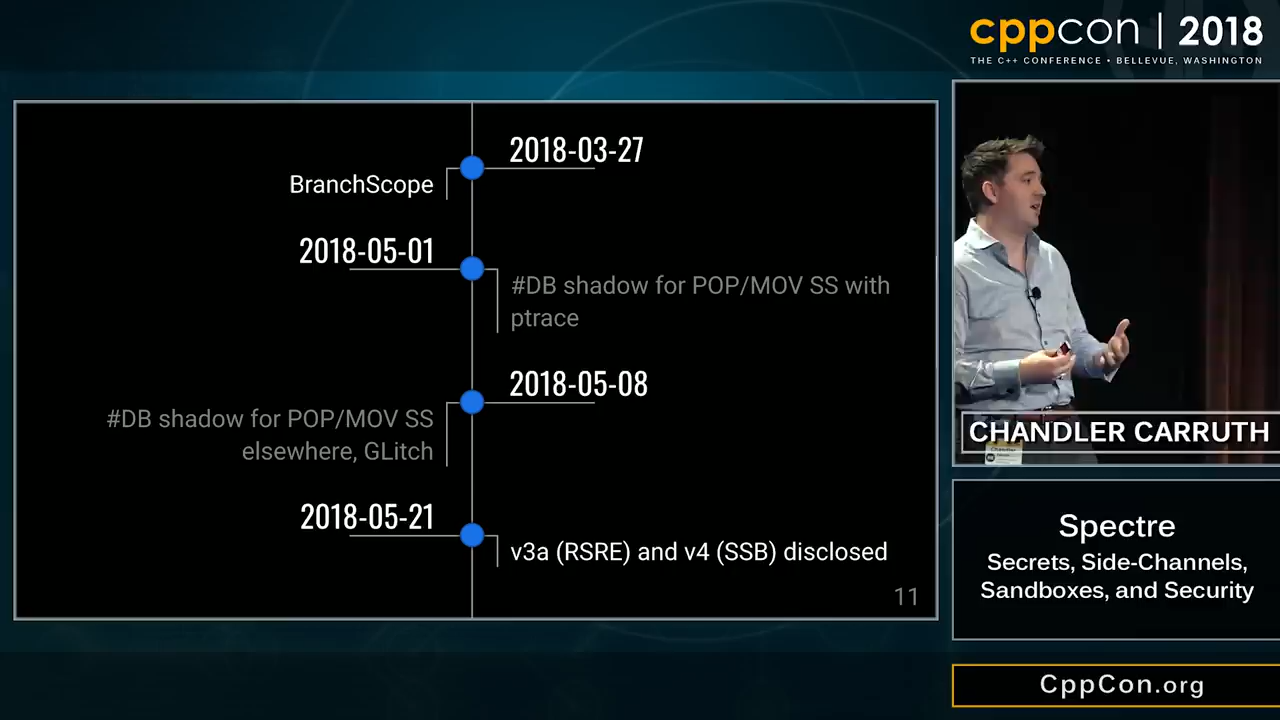 cppcon | 2018
THE C++ CONFERENCE • BELLEVUE, WASHINGTON
2018-03-27
BranchScope
2018-05-01
#DB shadow for POP/MOV SS with
ptrace
2018-05-08
#DB shadow for POP/MOV SS
elsewhere, GLitch
2018-05-21
v3a (RSRE) and v4 (SSB) disclosed
11
CHANDLER CARRUTH
Spectre
Secrets, Side-Channels,
Sandboxes, and Security
CppCon.org